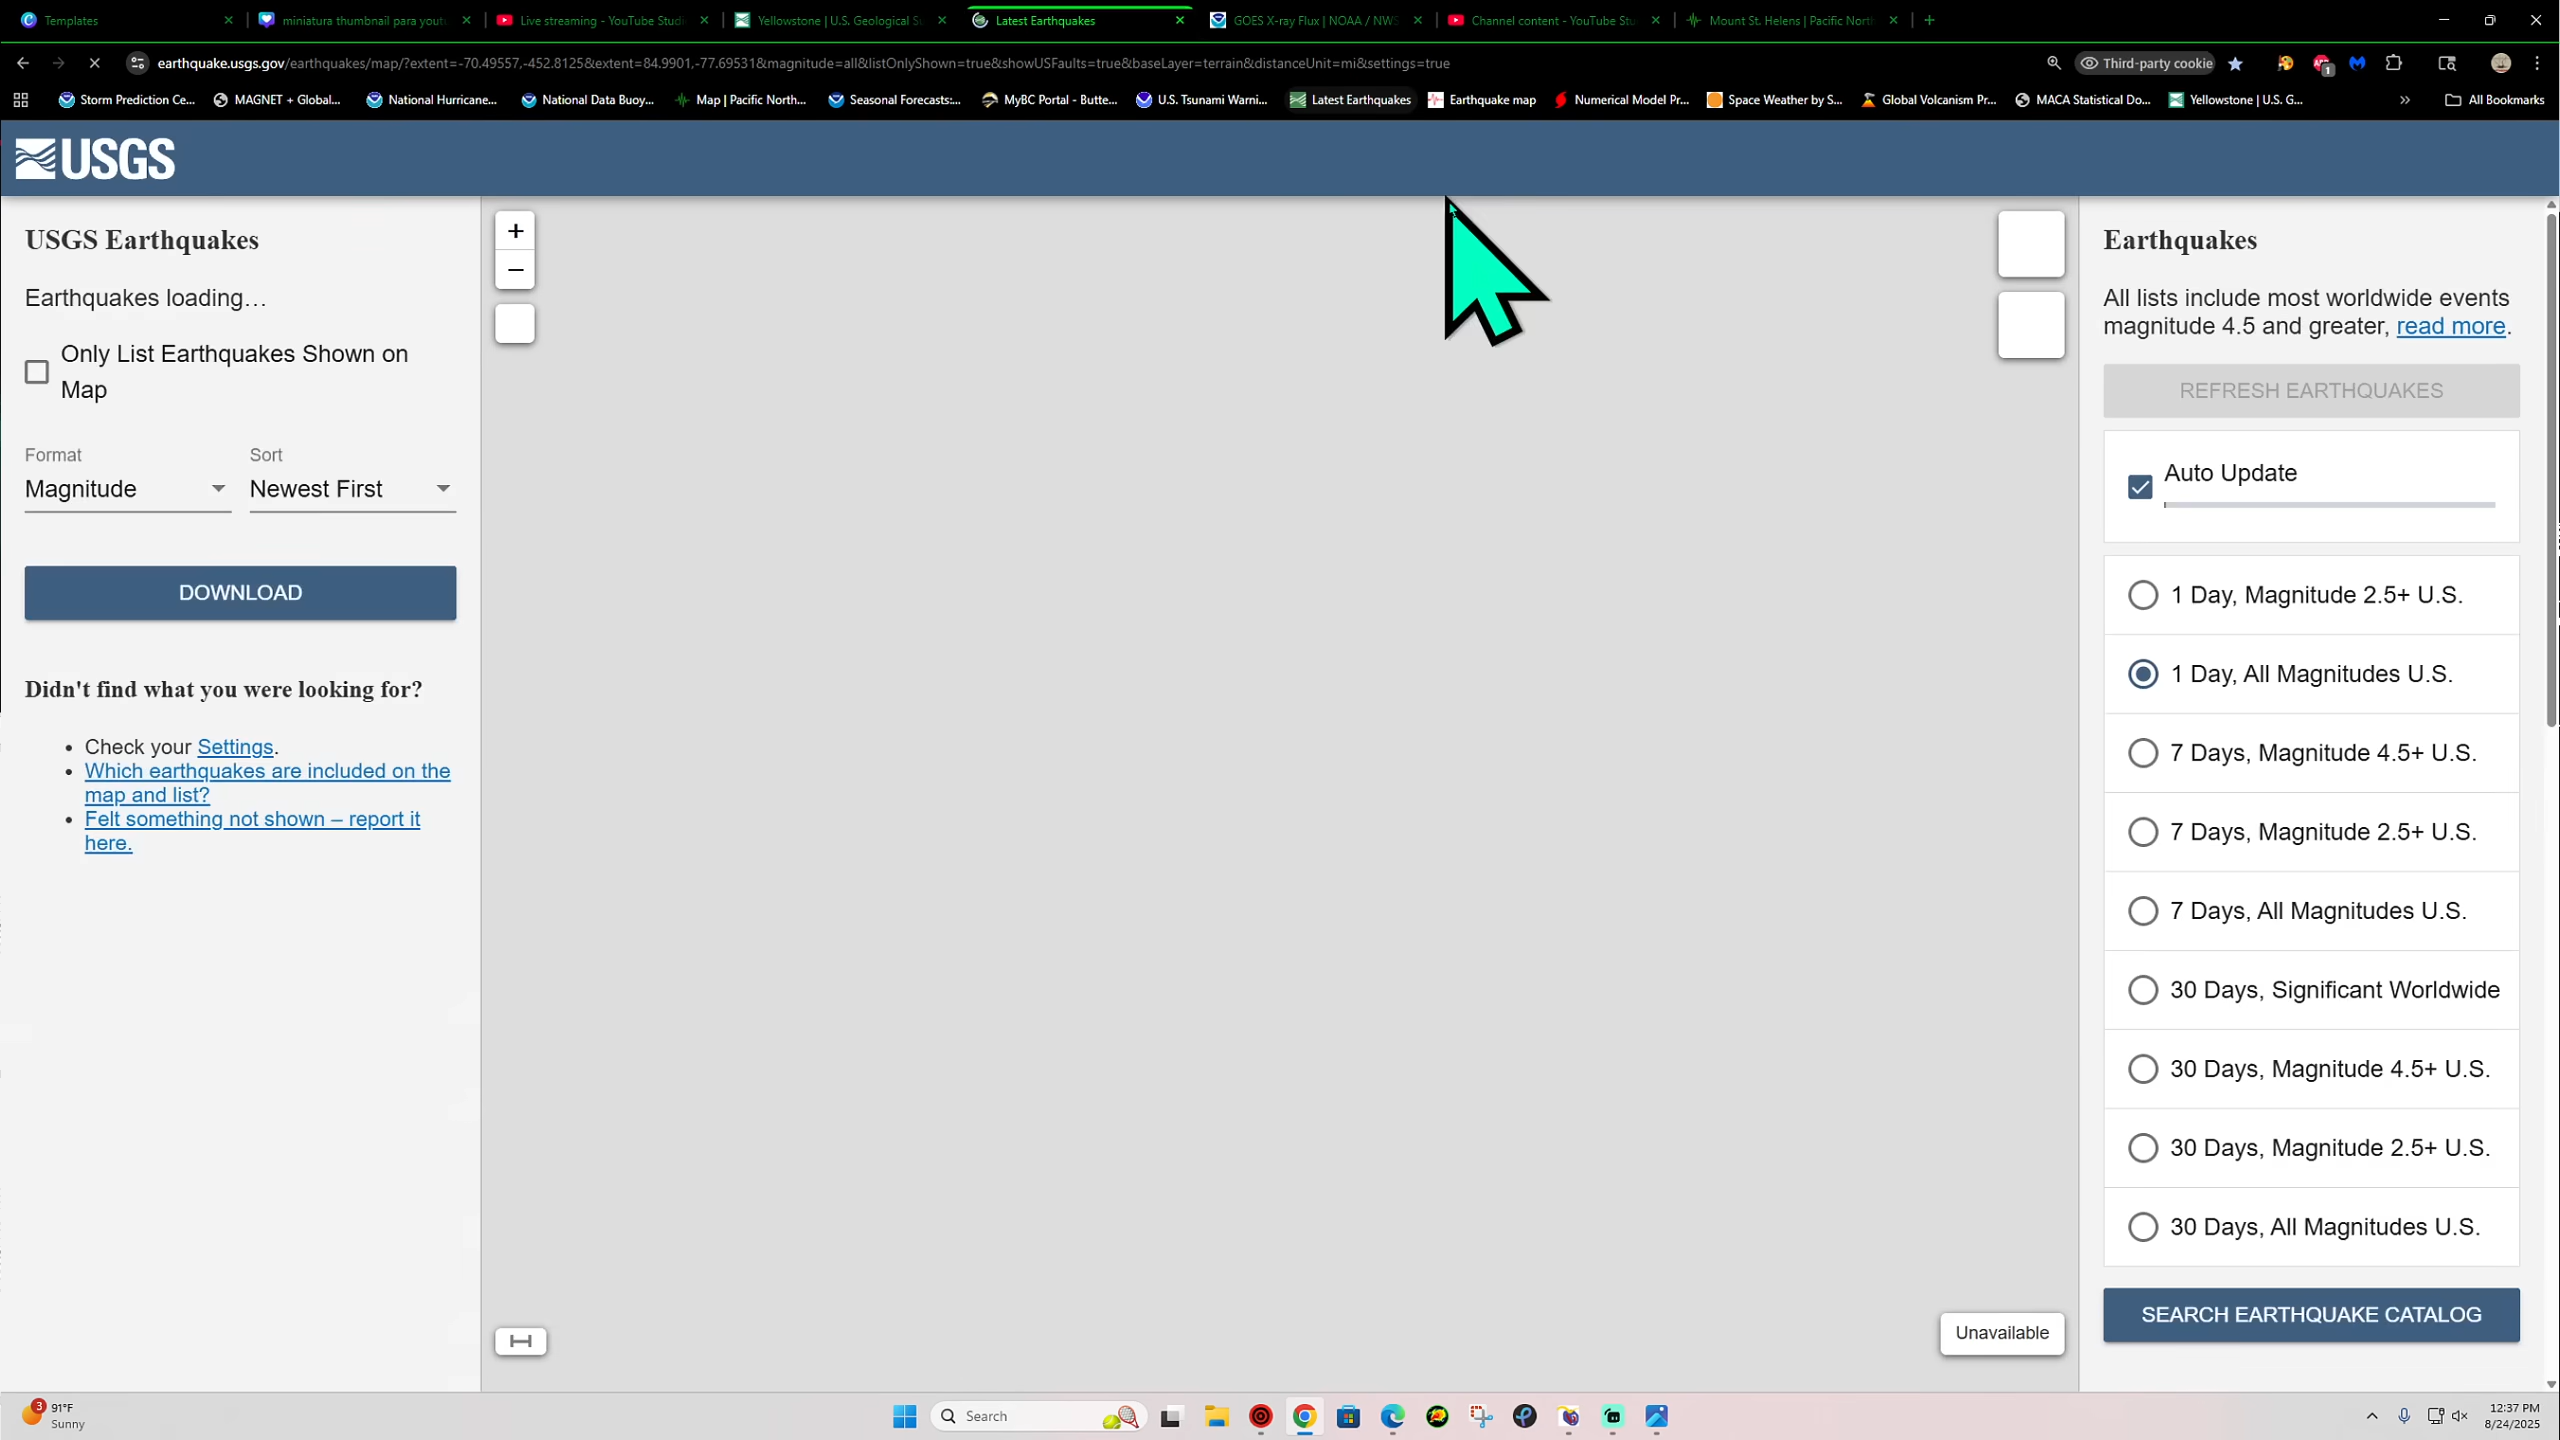 Templates
miniatura thumbnail para youtu
Live streaming - YouTube Studi
Yellowstone | U.S. Geological Su
Latest Earthquakes
GOES X-ray Flux | NOAA / NWS
Channel content - YouTube Stu
Mount St. Helens | Pacific North
earthquake.usgs.gov/earthquakes/map/?extent=-70.49557,-452.8125&extent=84.9901,-77.69531&magnitude=all&listOnlyShown=true&showUSFaults=true&baseLayer=terrain&distanceUnit=mi&settings=true
Third-party cookie
1
Storm Prediction Ce...
MAGNET + Global...
National Hurricane...
National Data Buoy...
Map | Pacific North...
Seasonal Forecasts:...
MyBC Portal - Butte...
U.S. Tsunami Warni...
Latest Earthquakes
Earthquake map
Numerical Model Pr...
Space Weather by S...
Global Volcanism Pr...
MACA Statistical Do...
Yellowstone | U.S. G...
All Bookmarks
USGS
USGS Earthquakes
Earthquakes loading…
Only List Earthquakes Shown on
Map
Format
Sort
Magnitude
Newest First
DOWNLOAD
Didn't find what you were looking for?
• Check your Settings.
• Which earthquakes are included on the
map and list?
• Felt something not shown – report it
here.
+
−
Unavailable
Earthquakes
All lists include most worldwide events
magnitude 4.5 and greater, read more.
REFRESH EARTHQUAKES
Auto Update
1 Day, Magnitude 2.5+ U.S.
1 Day, All Magnitudes U.S.
7 Days, Magnitude 4.5+ U.S.
7 Days, Magnitude 2.5+ U.S.
7 Days, All Magnitudes U.S.
30 Days, Significant Worldwide
30 Days, Magnitude 4.5+ U.S.
30 Days, Magnitude 2.5+ U.S.
30 Days, All Magnitudes U.S.
SEARCH EARTHQUAKE CATALOG
3
91°F
Sunny
Search
12:37 PM
8/24/2025